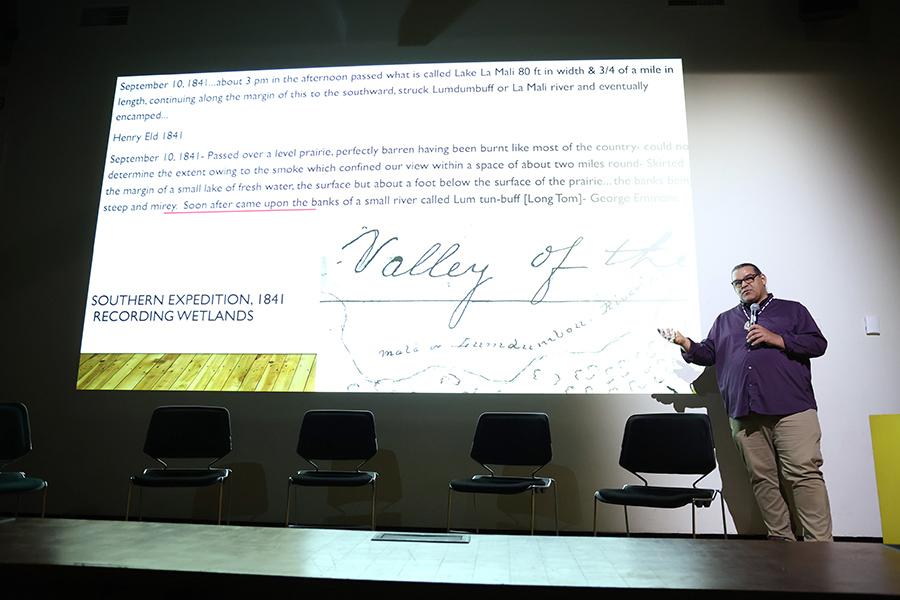 September 10, 1841...about 3 pm in the afternoon passed what is called Lake La Mali 80 ft in width & 3/4 of a mile in
length, continuing along the margin of this to the southward, struck Lumdumbuff or La Mali river and eventually
encamped...
Henry Eld 1841
September 10, 1841- Passed over a level prairie, perfectly barren having been burnt like most of the country- could no
determine the extent owing to the smoke which confined our view within a space of about two miles round- Skirted
the margin of a small lake of fresh water, the surface but about a foot below the surface of the prairie... the banks bein
steep and mirey. Soon after came upon the banks of a small river called Lum tun-buff [Long Tom]- George Emmons
Valley of the
Malé or Lumdumbou River
SOUTHERN EXPEDITION, 1841
RECORDING WETLANDS